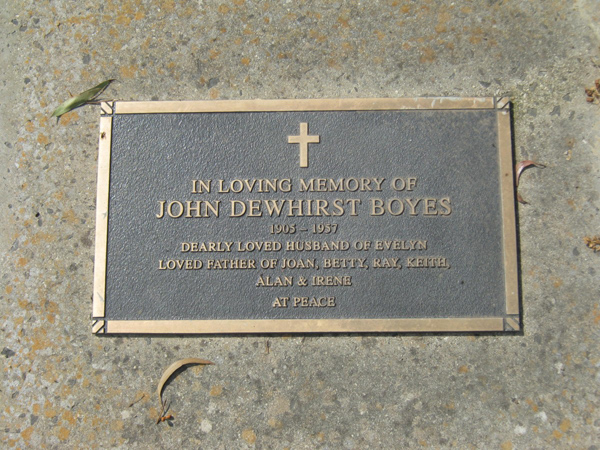 IN LOVING MEMORY OF
JOHN DEWHIRST BOYES
1905 – 1957
DEARLY LOVED HUSBAND OF EVELYN
LOVED FATHER OF JOAN, BETTY, RAY, KEITH,
ALAN & IRENE
AT PEACE